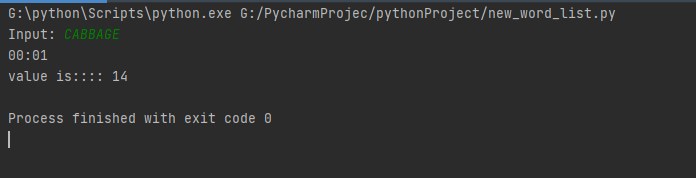 G:\python\Scripts\python.exe G:/PycharmProjec/pythonProject/new_word_list.py
Input: CABBAGE
00:01
value is:::: 14
Process finished with exit code 0